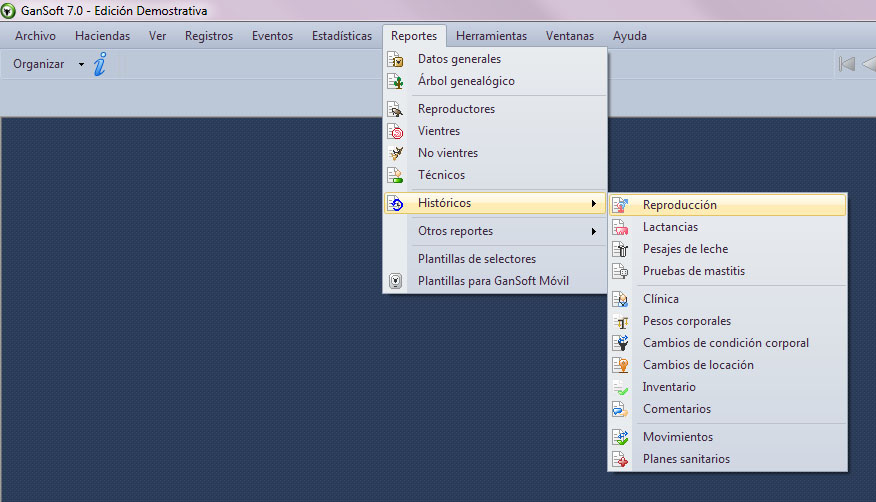 GanSoft 7.0 - Edición Demostrativa
Archivo Haciendas Ver Registros Eventos Estadísticas Reportes Herramientas Ventanas Ayuda
Organizar
Datos generales
Árbol genealógico
Reproductores
Vientres
No vientres
Técnicos
Históricos
Otros reportes
Plantillas de selectores
Plantillas para GanSoft Móvil
Reproducción
Lactancias
Pesajes de leche
Pruebas de mastitis
Clínica
Pesos corporales
Cambios de condición corporal
Cambios de locación
Inventario
Comentarios
Movimientos
Planes sanitarios